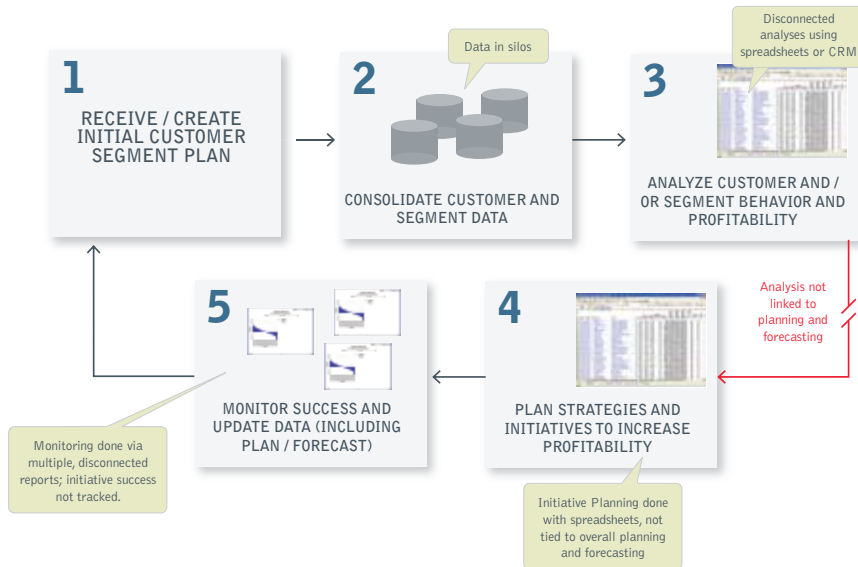 1
RECEIVE / CREATE
INITIAL CUSTOMER
SEGMENT PLAN
2
Data in silos
CONSOLIDATE CUSTOMER AND
SEGMENT DATA
3
Disconnected
analyses using
spreadsheets or CRM
ANALYZE CUSTOMER AND /
OR SEGMENT BEHAVIOR AND
PROFITABILITY
Analysis not
linked to
planning and
forecasting
4
PLAN STRATEGIES AND
INITIATIVES TO INCREASE
PROFITABILITY
Initiative Planning done
with spreadsheets, not
tied to overall planning
and forecasting
5
MONITOR SUCCESS AND
UPDATE DATA (INCLUDING
PLAN / FORECAST)
Monitoring done via
multiple, disconnected
reports; initiative success
not tracked.